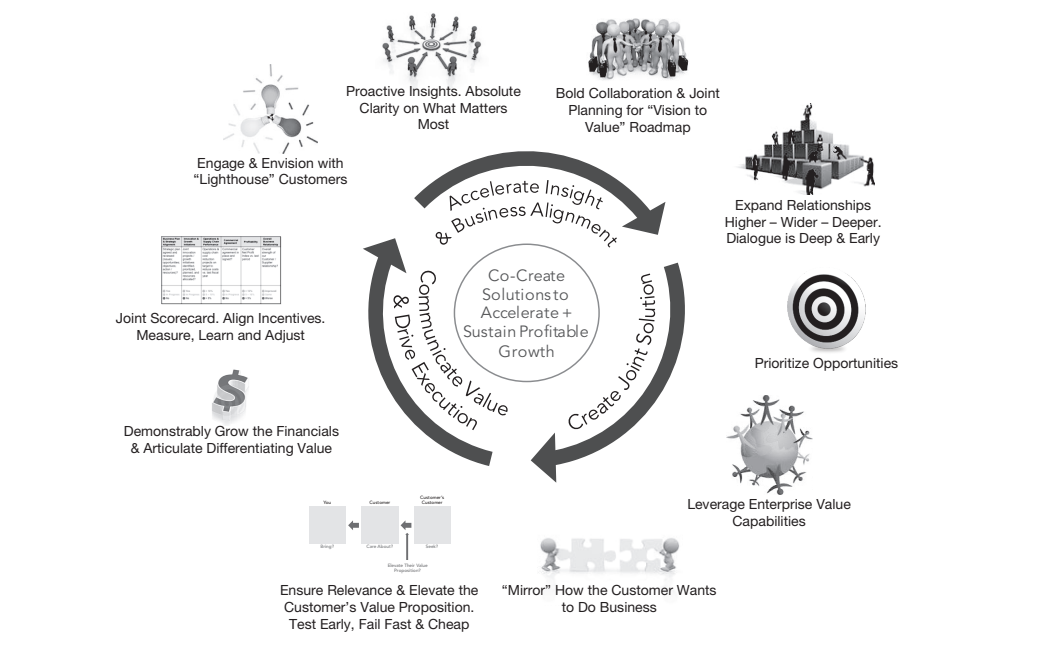 Proactive Insights. Absolute
Clarity on What Matters
Most
Bold Collaboration & Joint
Planning for “Vision to
Value” Roadmap
Engage & Envision with
“Lighthouse” Customers
Expand Relationships
Higher – Wider – Deeper.
Dialogue is Deep & Early
Accelerate Insight
& Business Alignment
Co-Create
Solutions to
Accelerate +
Sustain Profitable
Growth
Create Joint Solution
Communicate Value
& Drive Execution
Joint Scorecard. Align Incentives.
Measure, Learn and Adjust
Prioritize Opportunities
Demonstrably Grow the Financials
& Articulate Differentiating Value
Leverage Enterprise Value
Capabilities
You
Customer
Customer's
Customer
Bring?
Care About?
Seek?
Elevate Their Value
Proposition?
Ensure Relevance & Elevate the
Customer’s Value Proposition.
Test Early, Fail Fast & Cheap
“Mirror” How the Customer Wants
to Do Business